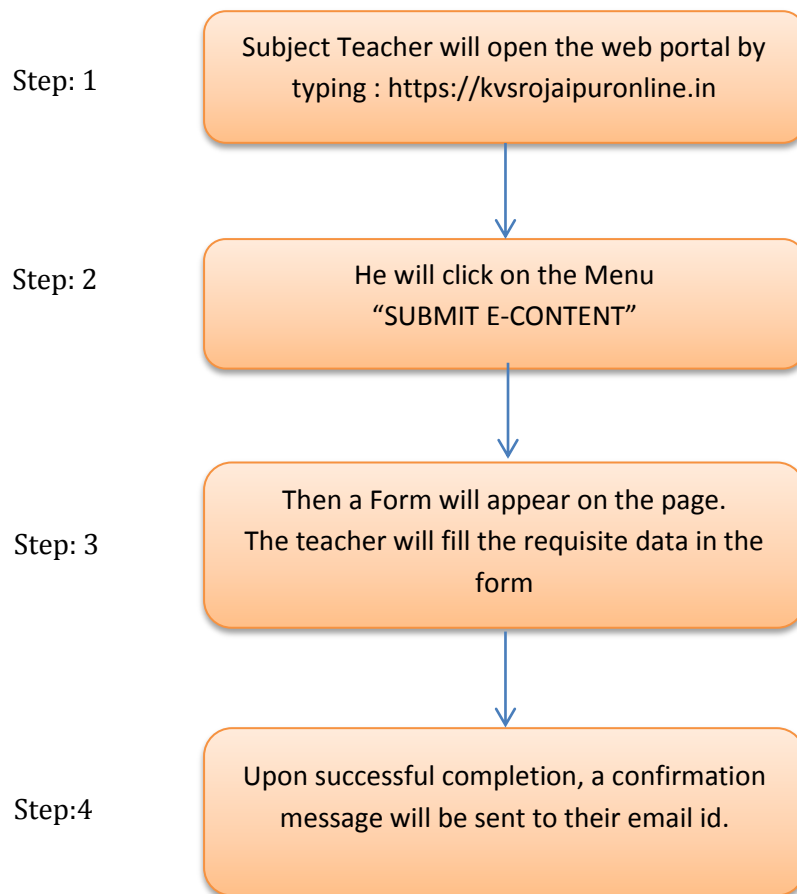 Step: 1
Subject Teacher will open the web portal by
typing : https://kvsrojaipuronline.in
Step: 2
He will click on the Menu
“SUBMIT E-CONTENT”
Step: 3
Then a Form will appear on the page.
The teacher will fill the requisite data in the
form
Step:4
Upon successful completion, a confirmation
message will be sent to their email id.